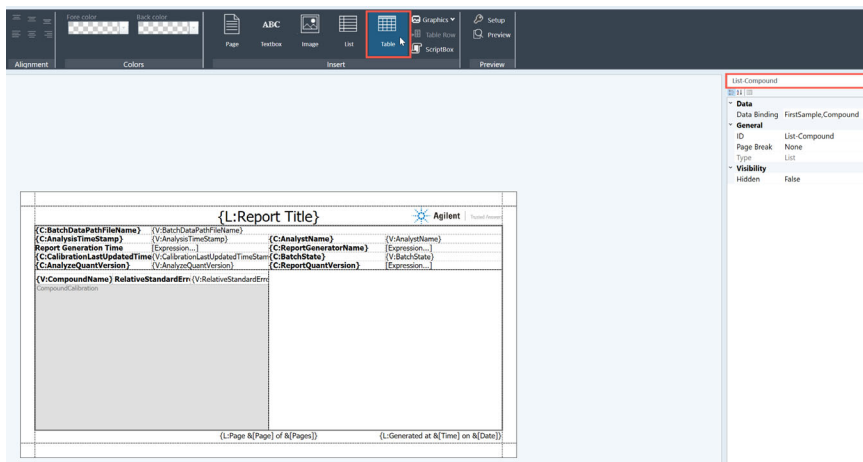 Fore color Back color
Alignment
Colors
Page
ABC
Textbox
Image
List
Table
Graphics
Table Row
ScriptBox
Insert
Setup
Preview
Preview
List-Compound
Data
Data Binding FirstSample,Compound
General
ID List-Compound
Page Break None
Type List
Visibility
Hidden False
{L:Report Title}
Agilent Trusted Answers
{C:BatchDataPathFileName} {V:BatchDataPathFileName}
{C:AnalysisTimeStamp} {V:AnalysisTimeStamp} {C:AnalystName} {V:AnalystName}
Report Generation Time [Expression...] {C:ReportGeneratorName} [Expression...]
{C:CalibrationLastUpdatedTime {V:CalibrationLastUpdatedTimeStam {C:BatchState} {V:BatchState}
{C:AnalyzeQuantVersion} {V:AnalyzeQuantVersion} {C:ReportQuantVersion} [Expression...]
{V:CompoundName} RelativeStandardErr {V:RelativeStandardErro
CompoundCalibration
{L:Page &[Page] of &[Pages]} {L:Generated at &[Time] on &[Date]}